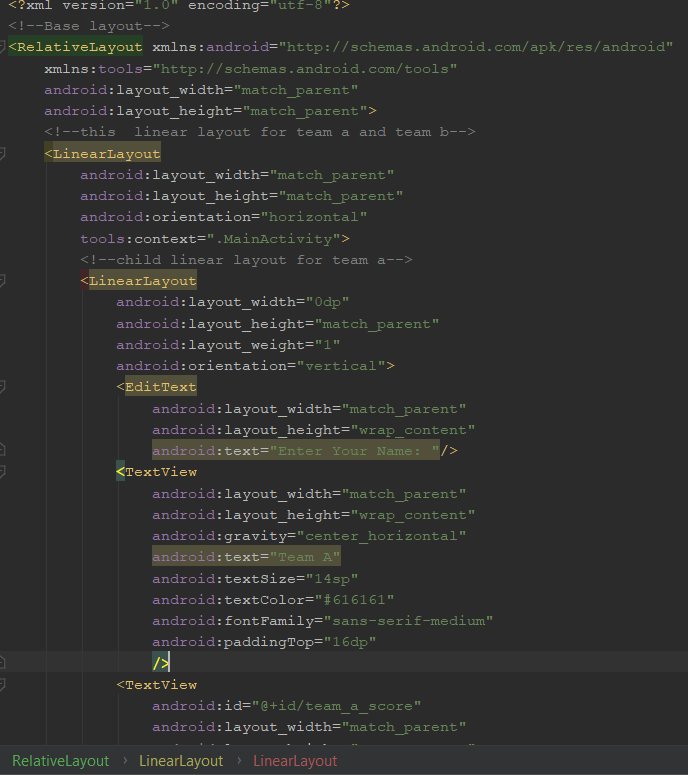 <?xml version="1.0" encoding="utf-8"?>
<!--Base layout-->
<RelativeLayout xmlns:android="http://schemas.android.com/apk/res/android"
    xmlns:tools="http://schemas.android.com/tools"
    android:layout_width="match_parent"
    android:layout_height="match_parent">
    <!--this  linear layout for team a and team b-->
    <LinearLayout
        android:layout_width="match_parent"
        android:layout_height="match_parent"
        android:orientation="horizontal"
        tools:context=".MainActivity">
        <!--child linear layout for team a-->
        <LinearLayout
            android:layout_width="0dp"
            android:layout_height="match_parent"
            android:layout_weight="1"
            android:orientation="vertical">
            <EditText
                android:layout_width="match_parent"
                android:layout_height="wrap_content"
                android:text="Enter Your Name: "/>
            <TextView
                android:layout_width="match_parent"
                android:layout_height="wrap_content"
                android:gravity="center_horizontal"
                android:text="Team A"
                android:textSize="14sp"
                android:textColor="#616161"
                android:fontFamily="sans-serif-medium"
                android:paddingTop="16dp"
                />
            <TextView
                android:id="@+id/team_a_score"
                android:layout_width="match_parent"
RelativeLayout › LinearLayout › LinearLayout